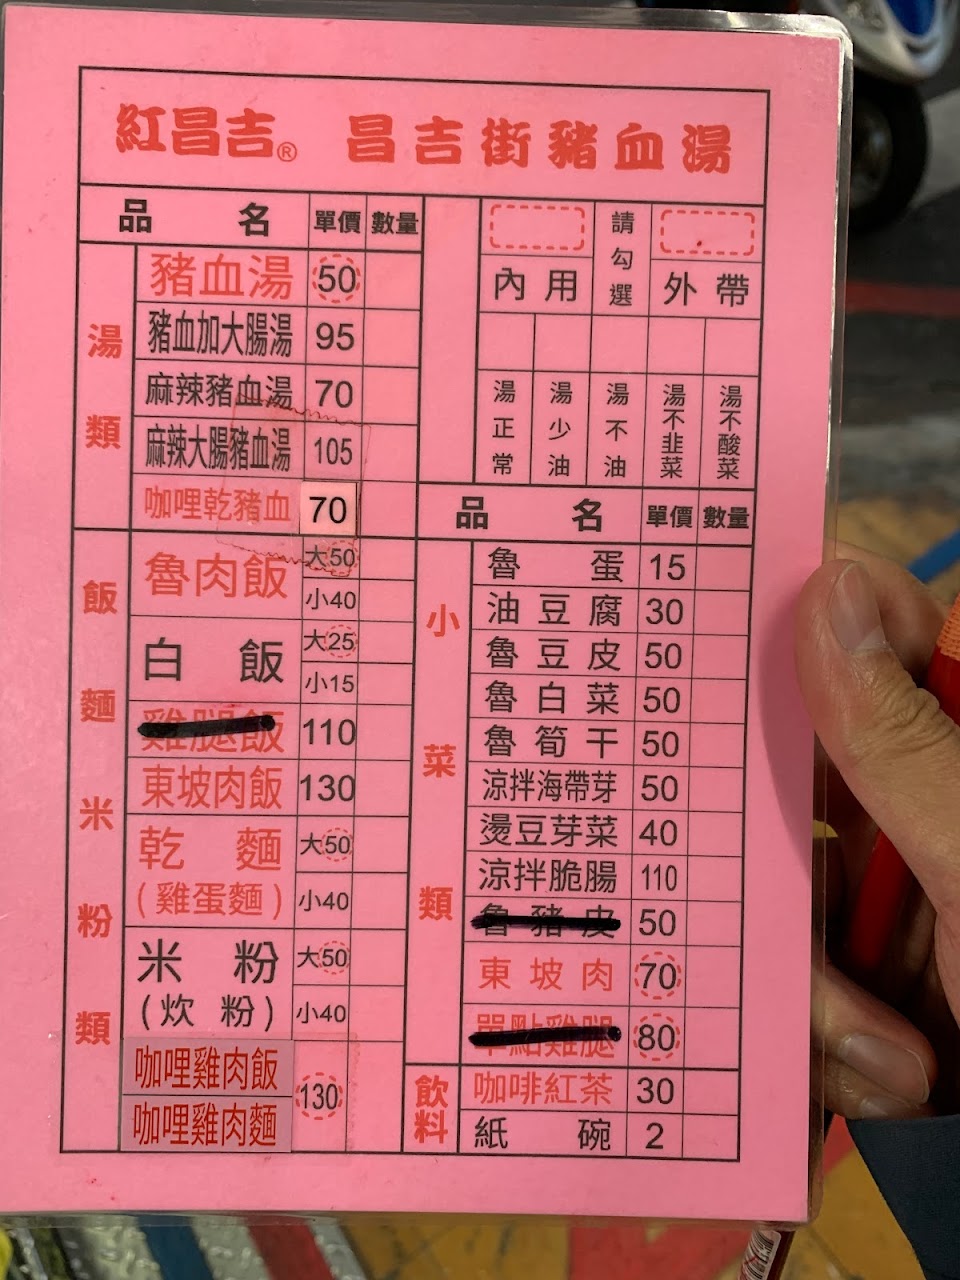 紅昌吉® 昌吉街豬血湯
品名 單價 數量
湯類
豬血湯 50
豬血加大腸湯 95
麻辣豬血湯 70
麻辣大腸豬血湯 105
咖哩乾豬血 70
飯麵米粉類
魯肉飯 大50
小40
白飯 大25
小15
雞腿飯 110
東坡肉飯 130
乾麵 大50
(雞蛋麵) 小40
米粉 大50
(炊粉) 小40
咖哩雞肉飯 130
咖哩雞肉麵
內用 請勾選 外帶
湯正常 湯少油 湯不油 湯不韭菜 湯不酸菜
品名 單價 數量
小菜類
魯蛋 15
油豆腐 30
魯豆皮 50
魯白菜 50
魯筍干 50
涼拌海帶芽 50
燙豆芽菜 40
涼拌脆腸 110
魯豬皮 50
東坡肉 70
單點雞腿 80
飲料
咖啡紅茶 30
紙碗 2